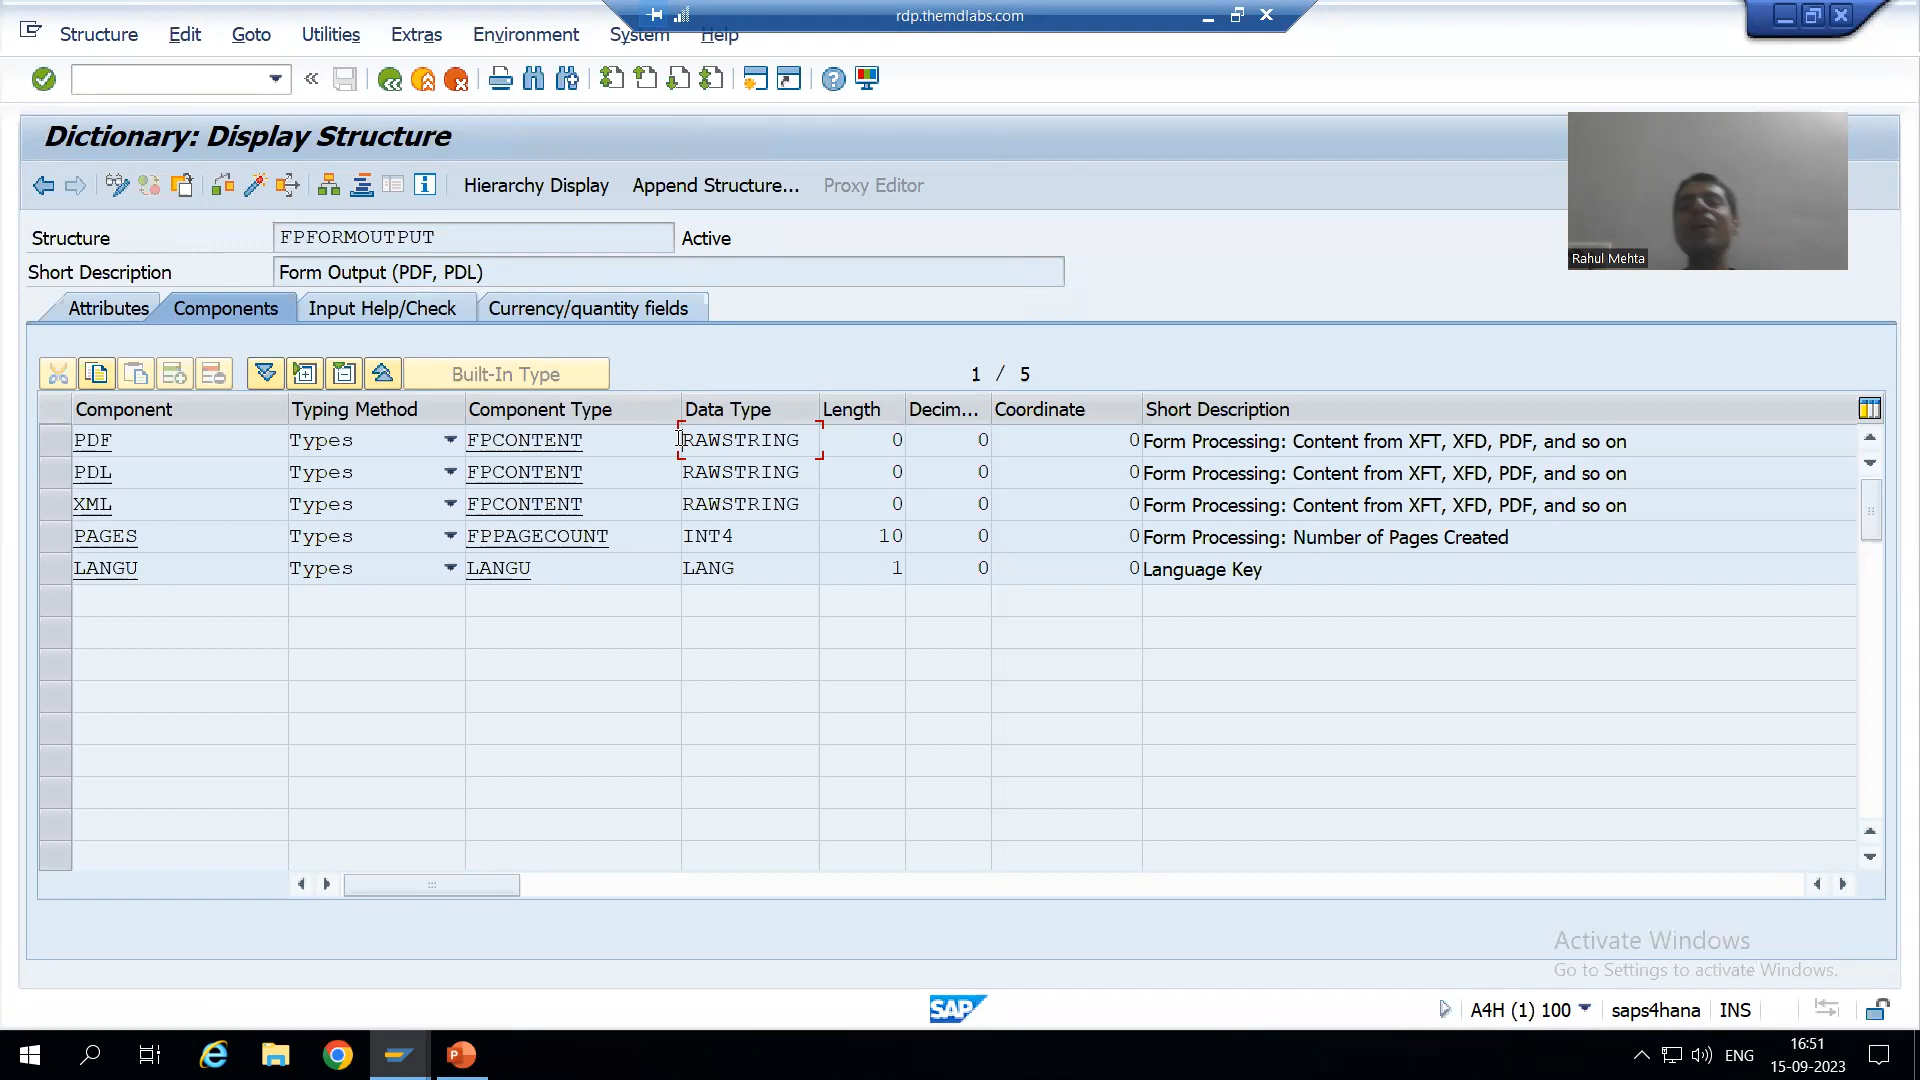 rdp.themdlabs.com
Structure Edit Goto Utilities Extras Environment System Help
Dictionary: Display Structure
Hierarchy Display Append Structure... Proxy Editor
Structure FPFORMOUTPUT Active
Short Description Form Output (PDF, PDL)
Rahul Mehta
Attributes Components Input Help/Check Currency/quantity fields
Built-In Type 1 / 5
Component Typing Method Component Type Data Type Length Decim... Coordinate Short Description
PDF Types FPCONTENT RAWSTRING 0 0 0 Form Processing: Content from XFT, XFD, PDF, and so on
PDL Types FPCONTENT RAWSTRING 0 0 0 Form Processing: Content from XFT, XFD, PDF, and so on
XML Types FPCONTENT RAWSTRING 0 0 0 Form Processing: Content from XFT, XFD, PDF, and so on
PAGES Types FPPAGECOUNT INT4 10 0 0 Form Processing: Number of Pages Created
LANGU Types LANGU LANG 1 0 0 Language Key
Activate Windows
Go to Settings to activate Windows.
SAP A4H (1) 100 saps4hana INS
ENG 16:51
15-09-2023